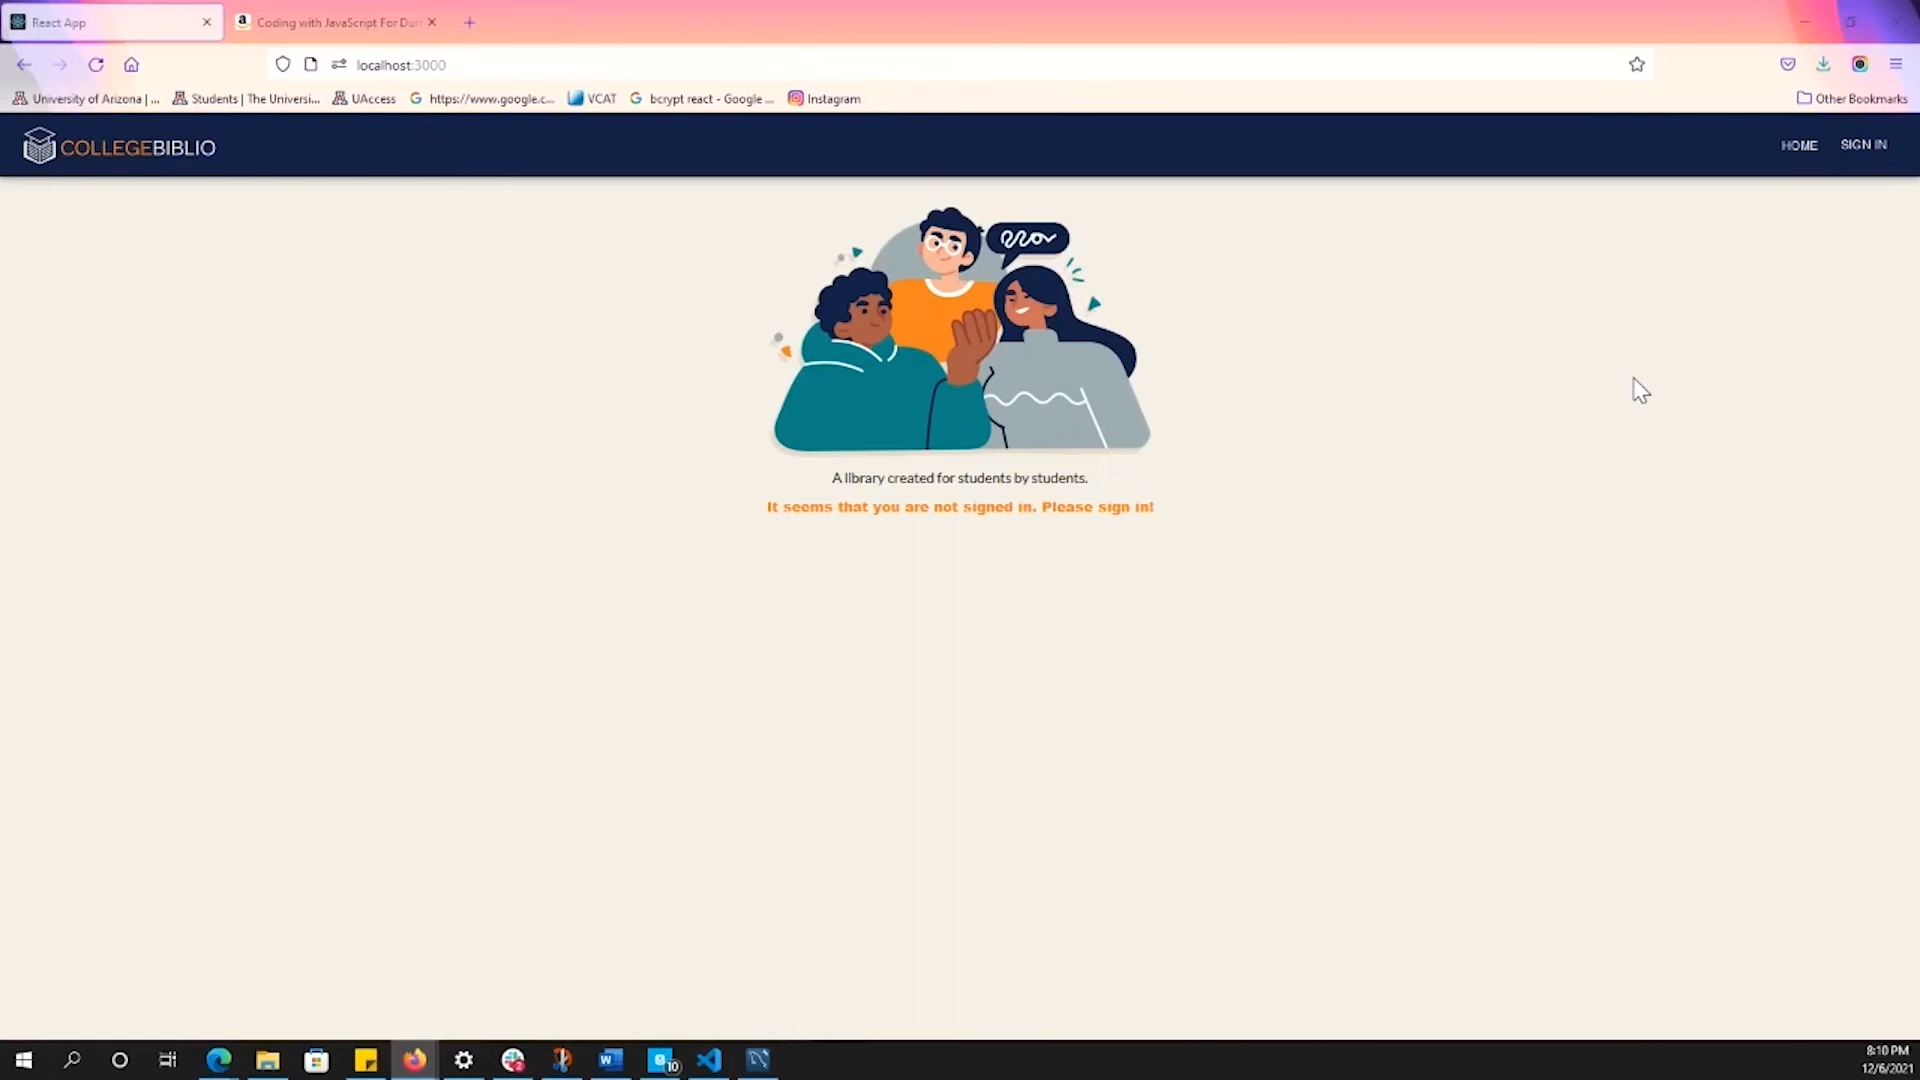 React App
Coding with JavaScript For Dum
localhost:3000
University of Arizona | ...
Students | The Universi...
UAccess
https://www.google.c...
VCAT
bcrypt react - Google ...
Instagram
Other Bookmarks
COLLEGEBIBLIO
HOME
SIGN IN
A library created for students by students.
It seems that you are not signed in. Please sign in!
10
8:10 PM
12/6/2021